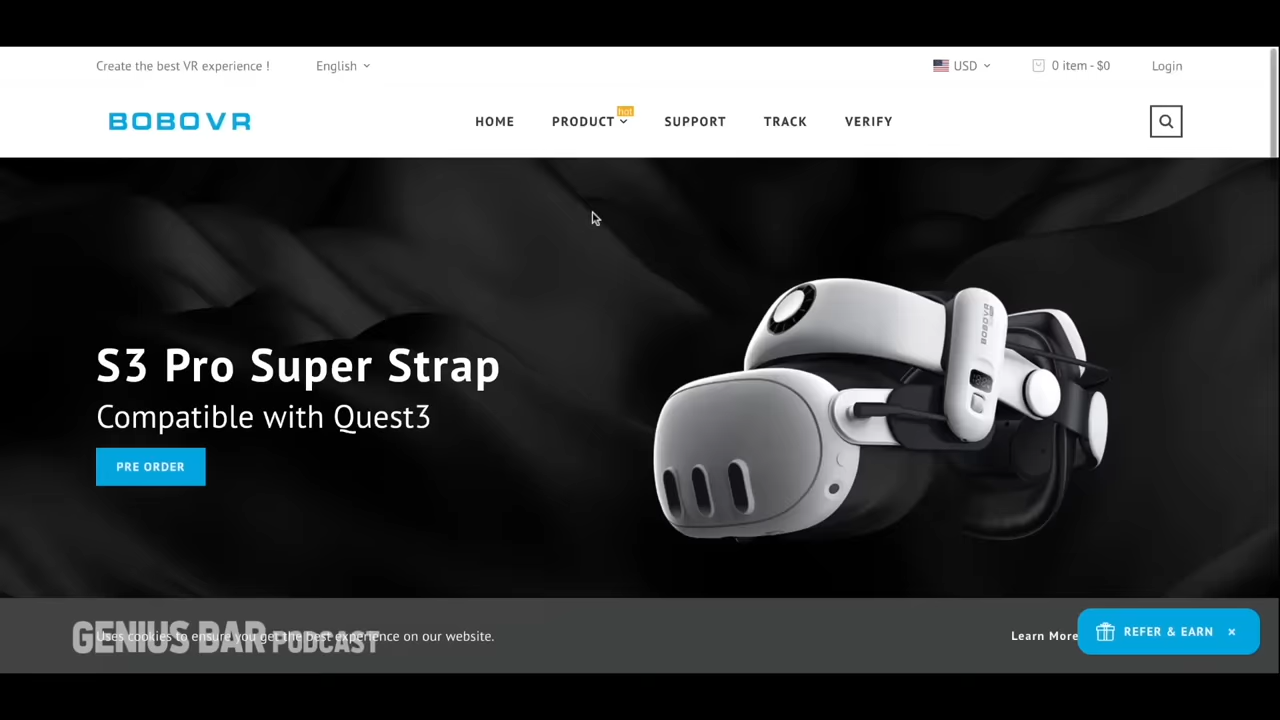 Create the best VR experience !
English
USD
0 item - $0
Login
BOBOVR
HOME
PRODUCT
hot
SUPPORT
TRACK
VERIFY
BOBOVR
S3 Pro Super Strap
Compatible with Quest3
PRE ORDER
Uses cookies to ensure you get the best experience on our website.
GENIUS BAR PODCAST
Learn More
REFER & EARN ×